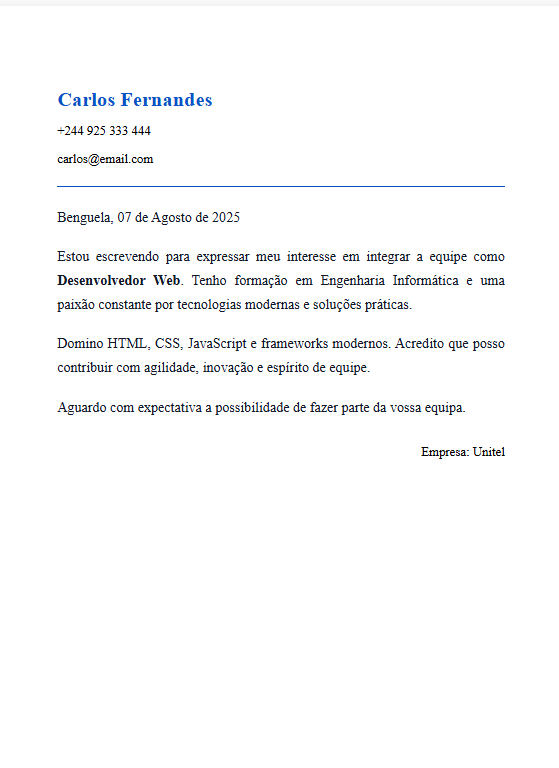 Carlos Fernandes
+244 925 333 444
carlos@email.com
Benguela, 07 de Agosto de 2025
Estou escrevendo para expressar meu interesse em integrar a equipe como
Desenvolvedor Web. Tenho formação em Engenharia Informática e uma
paixão constante por tecnologias modernas e soluções práticas.
Domino HTML, CSS, JavaScript e frameworks modernos. Acredito que posso
contribuir com agilidade, inovação e espírito de equipe.
Aguardo com expectativa a possibilidade de fazer parte da vossa equipa.
Empresa: Unitel